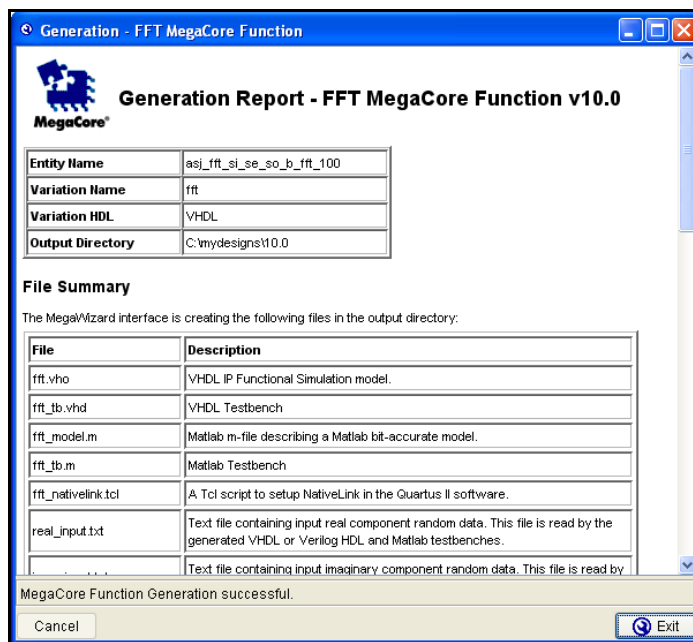 Generation - FFT MegaCore Function
MegaCore®
Generation Report - FFT MegaCore Function v10.0
Entity Name asj_fft_si_se_so_b_fft_100
Variation Name fft
Variation HDL VHDL
Output Directory C:\mydesigns\10.0
File Summary
The MegaWizard interface is creating the following files in the output directory:
File Description
fft.vho VHDL IP Functional Simulation model.
fft_tb.vhd VHDL Testbench
fft_model.m Matlab m-file describing a Matlab bit-accurate model.
fft_tb.m Matlab Testbench
fft_nativelink.tcl A Tcl script to setup NativeLink in the Quartus II software.
real_input.txt Text file containing input real component random data. This file is read by the
generated VHDL or Verilog HDL and Matlab testbenches.
Text file containing input imaginary component random data. This file is read by
MegaCore Function Generation successful.
Cancel Exit